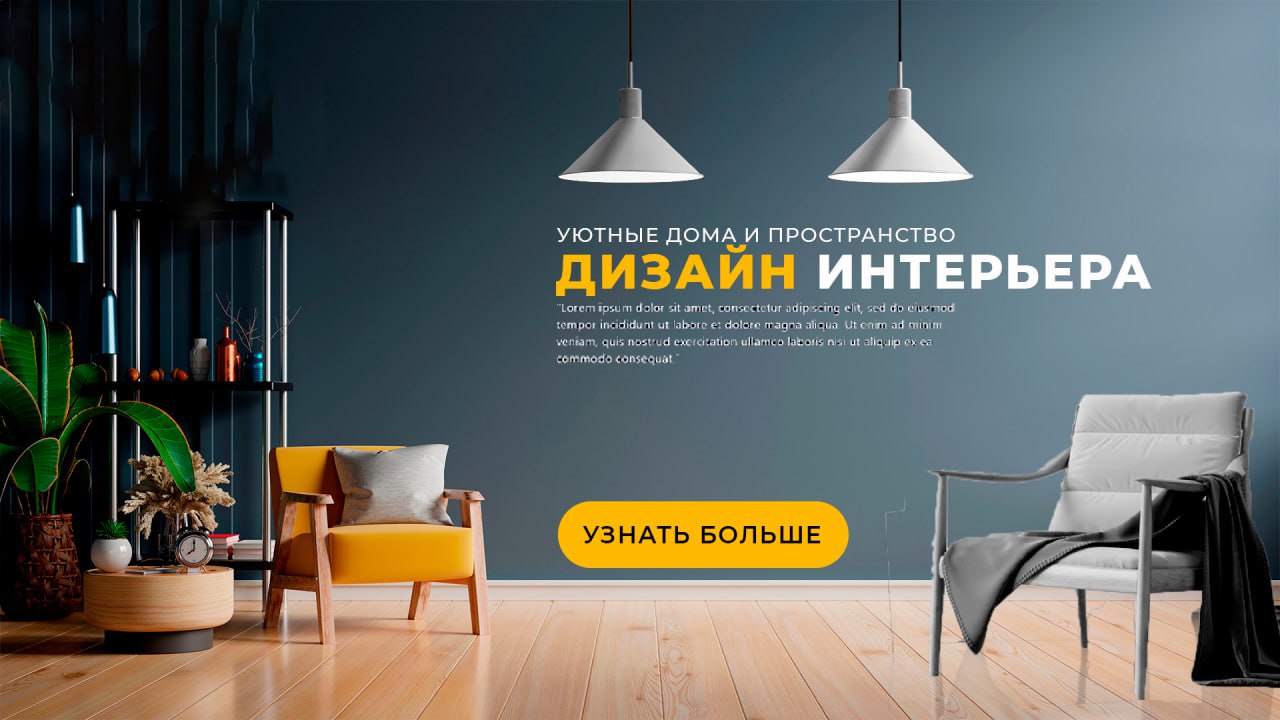 УЮТНЫЕ ДОМА И ПРОСТРАНСТВО
ДИЗАЙН ИНТЕРЬЕРА
"Lorem ipsum dolor sit amet, consectetur adipiscing elit, sed do eiusmod
tempor incididunt ut labore et dolore magna aliqua. Ut enim ad minim
veniam, quis nostrud exercitation ullamco laboris nisi ut aliquip ex ea
commodo consequat."
УЗНАТЬ БОЛЬШЕ